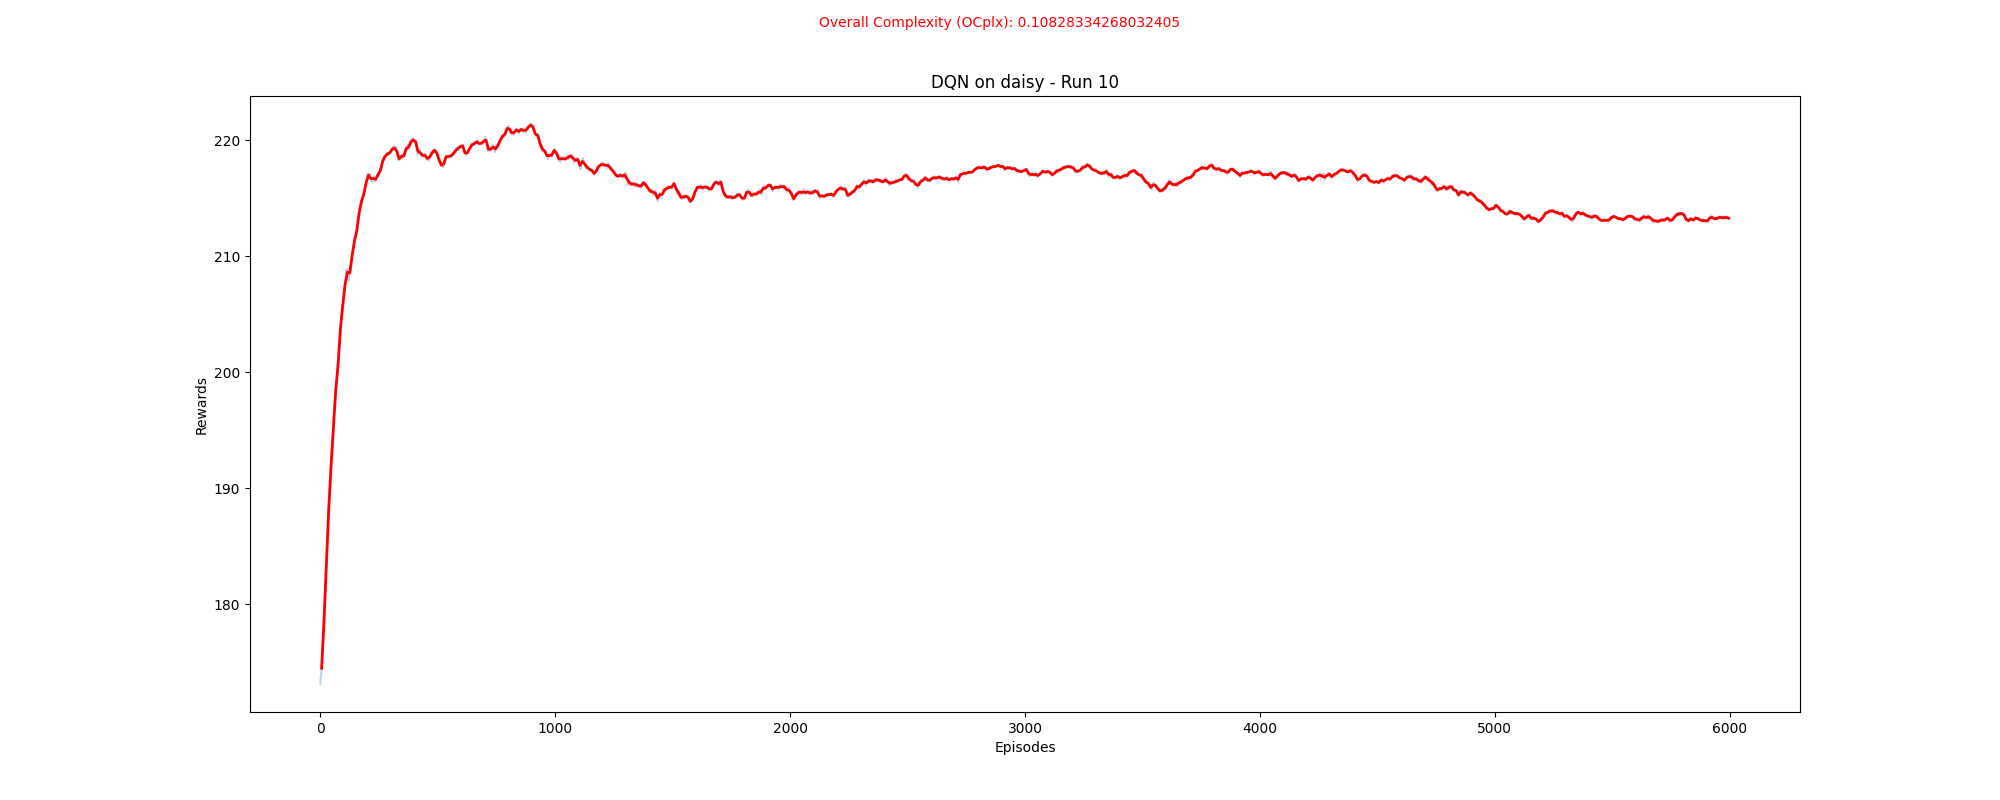 Overall Complexity (OCplx): 0.10828334268032405
DQN on daisy - Run 10
220
210
200
190
180
Rewards
0 1000 2000 3000 4000 5000 6000
Episodes